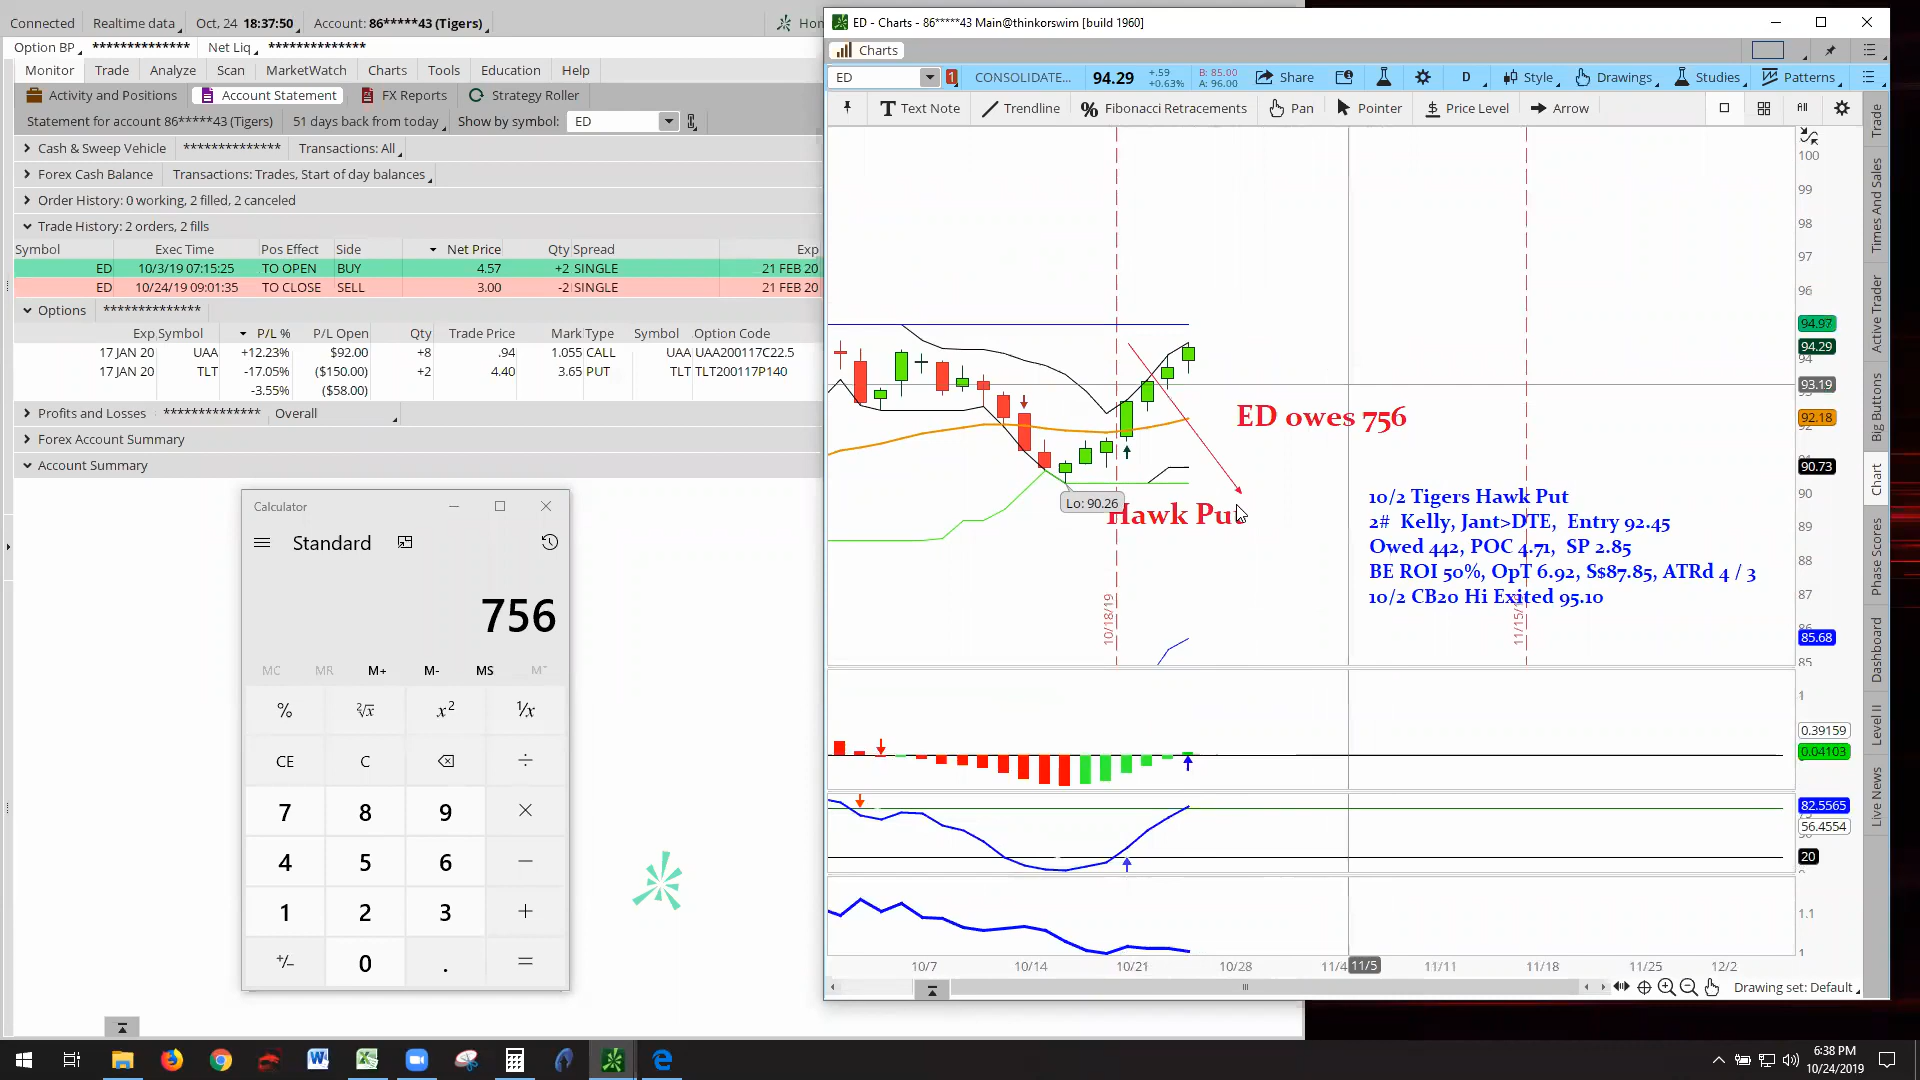 Connected Realtime data Oct, 24 18:37:50 Account: 86*****43 (Tigers)
Option BP ************** Net Liq **************
Monitor Trade Analyze Scan MarketWatch Charts Tools Education Help
Activity and Positions Account Statement FX Reports Strategy Roller
Statement for account 86*****43 (Tigers) 51 days back from today Show by symbol: ED
Cash & Sweep Vehicle ************** Transactions: All
Forex Cash Balance Transactions: Trades, Start of day balances
Order History: 0 working, 2 filled, 2 canceled
Trade History: 2 orders, 2 fills
Symbol Exec Time Pos Effect Side Net Price Qty Spread Exp
ED 10/3/19 07:15:25 TO OPEN BUY 4.57 +2 SINGLE 21 FEB 20
ED 10/24/19 09:01:35 TO CLOSE SELL 3.00 -2 SINGLE 21 FEB 20
Options **************
Exp Symbol P/L % P/L Open Qty Trade Price Mark Type Symbol Option Code
17 JAN 20 UAA +12.23% $92.00 +8 .94 1.055 CALL UAA UAA200117C22.5
17 JAN 20 TLT -17.05% ($150.00) +2 4.40 3.65 PUT TLT TLT200117P140
-3.55% ($58.00)
Profits and Losses ************** Overall
Forex Account Summary
Account Summary
Calculator
Standard
756
MC MR M+ M- MS
% ²√x x² ¹/x
CE C ÷
7 8 9 ×
4 5 6 −
1 2 3 +
+/− 0 . =
ED - Charts - 86*****43 Main@thinkorswim [build 1960]
Charts
ED 1 CONSOLIDATE... 94.29 +.59 +0.63% B: 85.00 A: 96.00 Share D Style Drawings Studies Patterns
Text Note Trendline Fibonacci Retracements Pan Pointer Price Level Arrow All
100
99
98
97
96
94.97
94.29
94
93.19
92.18
90.73
90
89
88
87
85.68
85
ED owes 756
Lo: 90.26
Hawk Put
10/2 Tigers Hawk Put
2# Kelly, Jant>DTE, Entry 92.45
Owed 442, POC 4.71, SP 2.85
BE ROI 50%, OpT 6.92, S$87.85, ATRd 4 / 3
10/2 CB20 Hi Exited 95.10
10/18/19
1
0.39159
0.04103
82.5565
56.4554
20
1.1
1
10/7 10/14 10/21 10/28 11/4 11/5 11/11 11/18 11/25 12/2
Drawing set: Default
Trade
Times And Sales
Active Trader
Big Buttons
Chart
Phase Scores
Dashboard
Level II
Live News
6:38 PM
10/24/2019